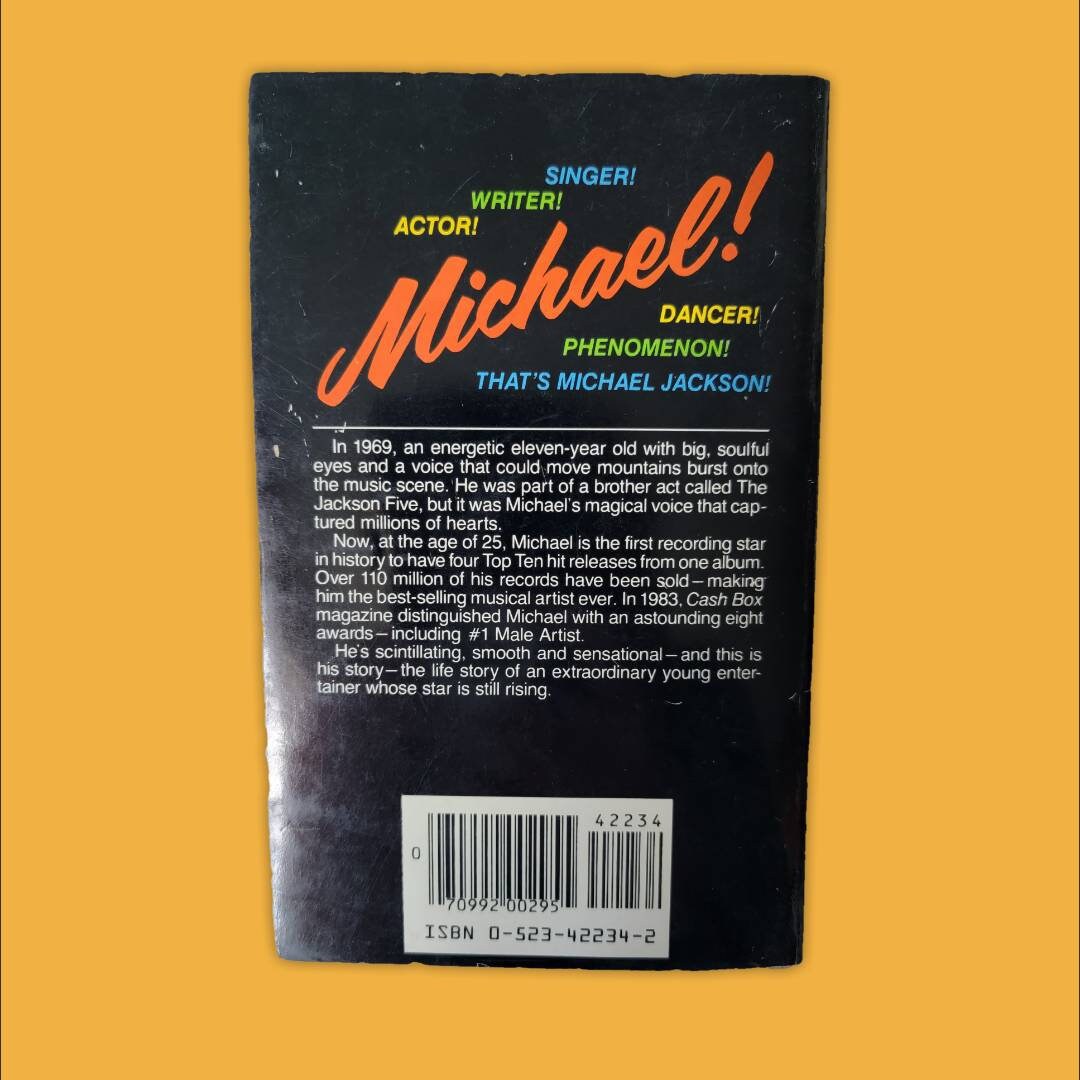 SINGER!
WRITER!
ACTOR!
Michael!
DANCER!
PHENOMENON!
THAT'S MICHAEL JACKSON!
In 1969, an energetic eleven-year old with big, soulful
eyes and a voice that could move mountains burst onto
the music scene. He was part of a brother act called The
Jackson Five, but it was Michael's magical voice that cap-
tured millions of hearts.
Now, at the age of 25, Michael is the first recording star
in history to have four Top Ten hit releases from one album.
Over 110 million of his records have been sold—making
him the best-selling musical artist ever. In 1983, Cash Box
magazine distinguished Michael with an astounding eight
awards—including #1 Male Artist.
He's scintillating, smooth and sensational—and this is
his story—the life story of an extraordinary young enter-
tainer whose star is still rising.
42234
0
70992 00295
ISBN 0-523-42234-2